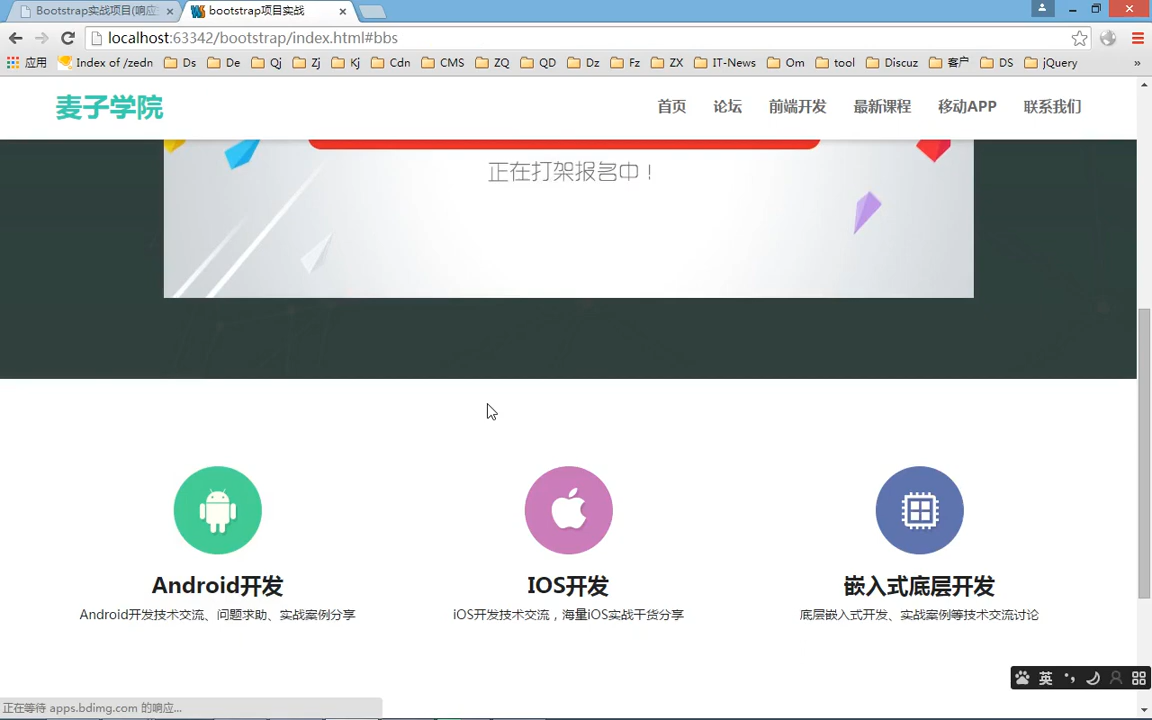 Bootstrap实战项目(响应
bootstrap项目实战
localhost:63342/bootstrap/index.html#bbs
应用 Index of /zedn Ds De Qj Zj Kj Cdn CMS ZQ QD Dz Fz ZX IT-News Om tool Discuz 客户 DS jQuery »
麦子学院
首页 论坛 前端开发 最新课程 移动APP 联系我们
正在打架报名中！
Android开发 IOS开发 嵌入式底层开发
Android开发技术交流、问题求助、实战案例分享 iOS开发技术交流，海量iOS实战干货分享 底层嵌入式开发、实战案例等技术交流讨论
英
正在等待 apps.bdimg.com 的响应...